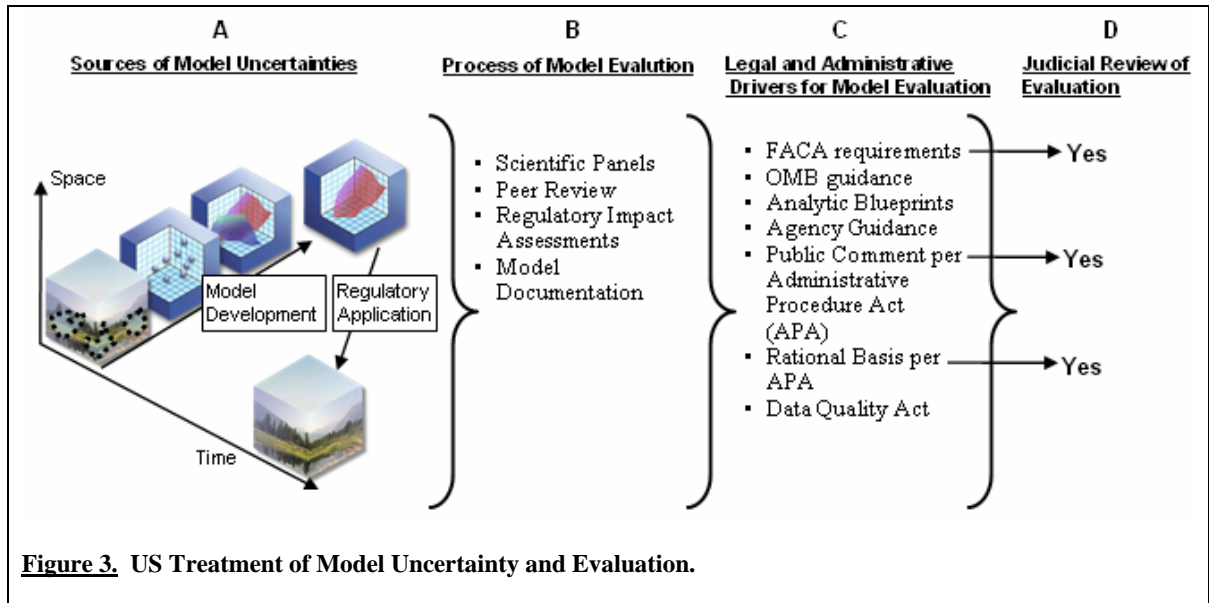 A
Sources of Model Uncertainties
Space
Model
Development
Regulatory
Application
Time
B
Process of Model Evalution
▪ Scientific Panels
▪ Peer Review
▪ Regulatory Impact
Assessments
▪ Model
Documentation
C
Legal and Administrative
Drivers for Model Evaluation
▪ FACA requirements
▪ OMB guidance
▪ Analytic Blueprints
▪ Agency Guidance
▪ Public Comment per
Administrative
Procedure Act
(APA)
▪ Rational Basis per
APA
▪ Data Quality Act
D
Judicial Review of
Evaluation
Yes
Yes
Yes
Figure 3. US Treatment of Model Uncertainty and Evaluation.